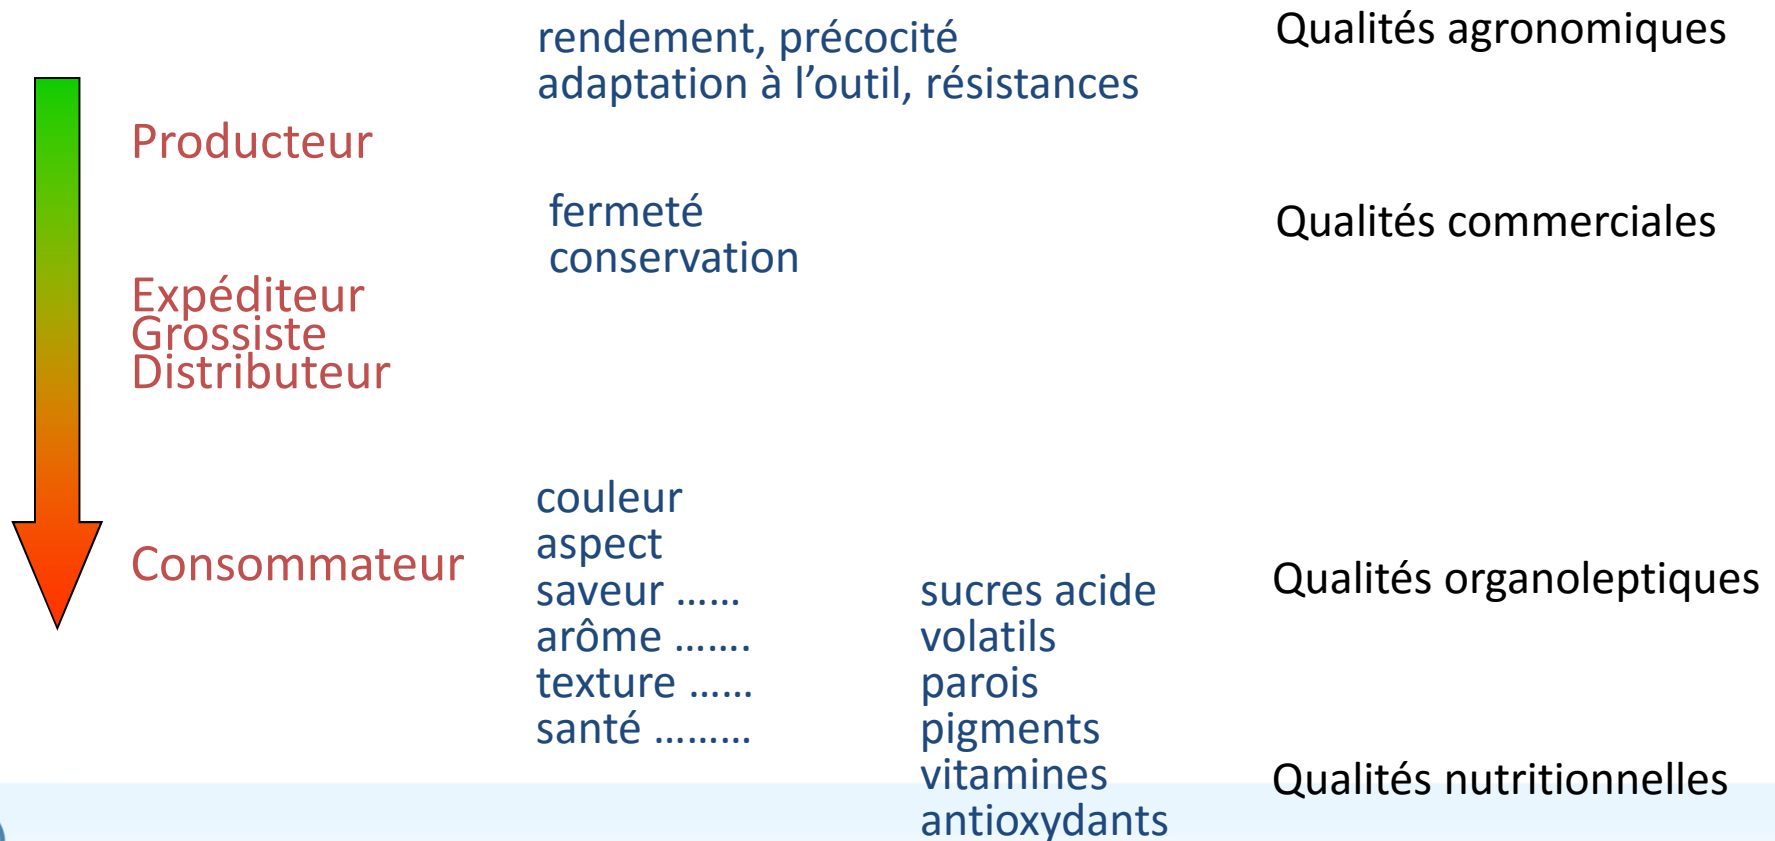 rendement, précocité
adaptation à l’outil, résistances
Qualités agronomiques
Producteur
fermeté
conservation
Qualités commerciales
Expéditeur
Grossiste
Distributeur
Consommateur
couleur
aspect
saveur ……
arôme …….
texture ……
santé ………
sucres acide
volatils
parois
pigments
vitamines
antioxydants
Qualités organoleptiques
Qualités nutritionnelles